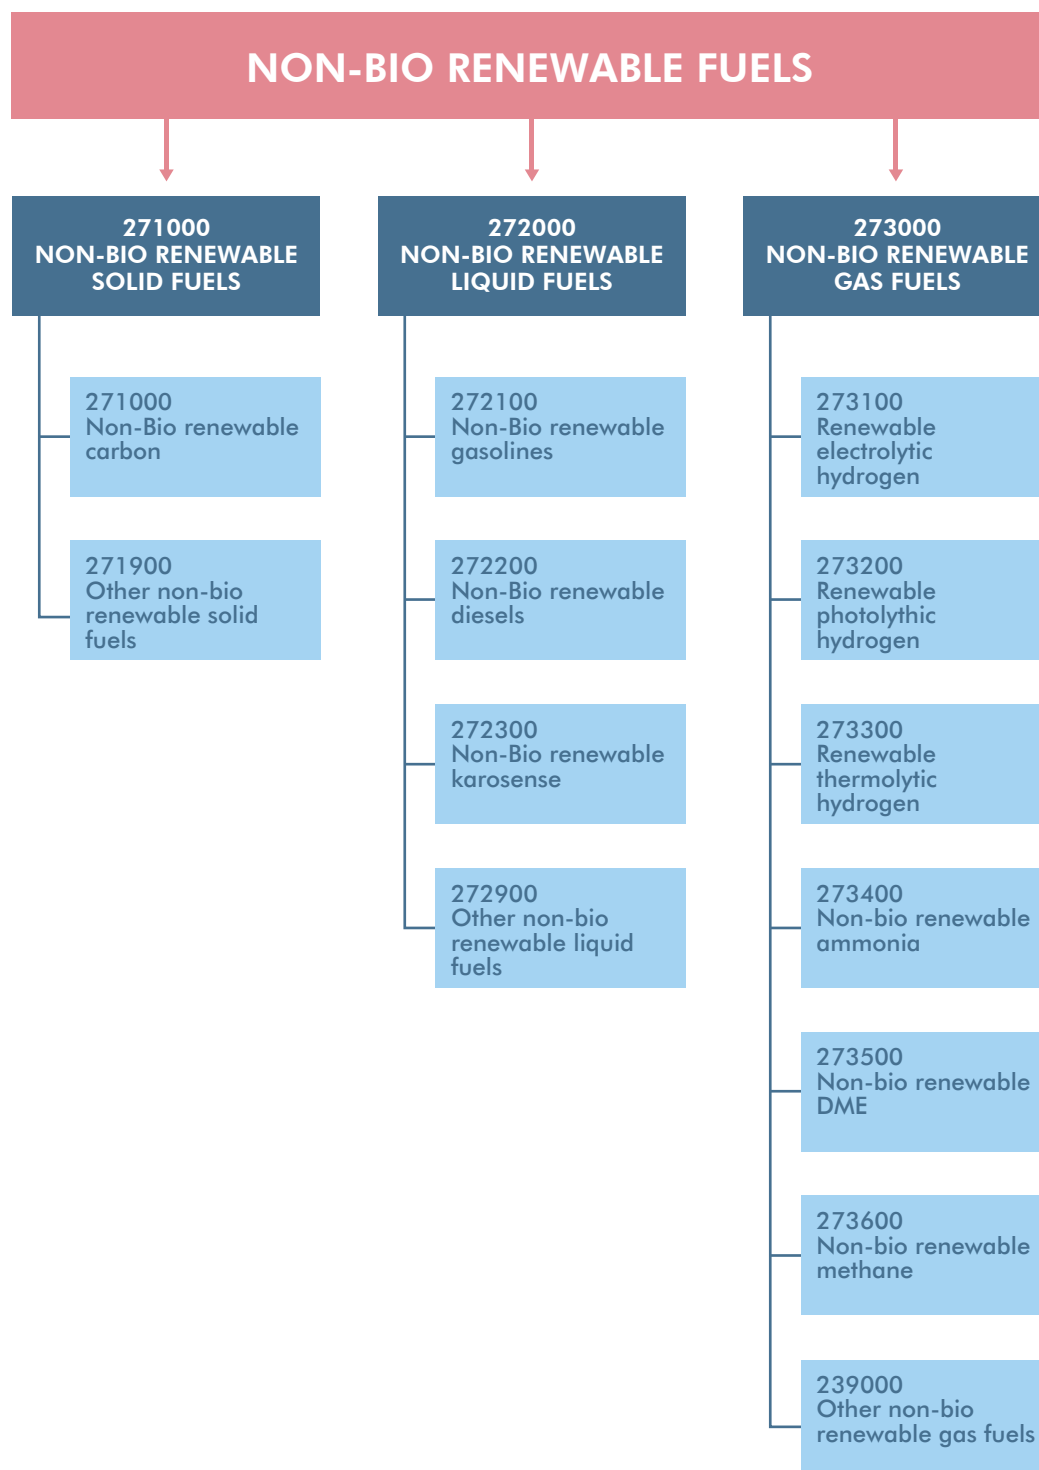 NON-BIO RENEWABLE FUELS
271000
NON-BIO RENEWABLE
SOLID FUELS
271000
Non-Bio renewable
carbon
271900
Other non-bio
renewable solid
fuels
272000
NON-BIO RENEWABLE
LIQUID FUELS
272100
Non-Bio renewable
gasolines
272200
Non-Bio renewable
diesels
272300
Non-Bio renewable
karosense
272900
Other non-bio
renewable liquid
fuels
273000
NON-BIO RENEWABLE
GAS FUELS
273100
Renewable
electrolytic
hydrogen
273200
Renewable
photolythic
hydrogen
273300
Renewable
thermolytic
hydrogen
273400
Non-bio renewable
ammonia
273500
Non-bio renewable
DME
273600
Non-bio renewable
methane
239000
Other non-bio
renewable gas fuels